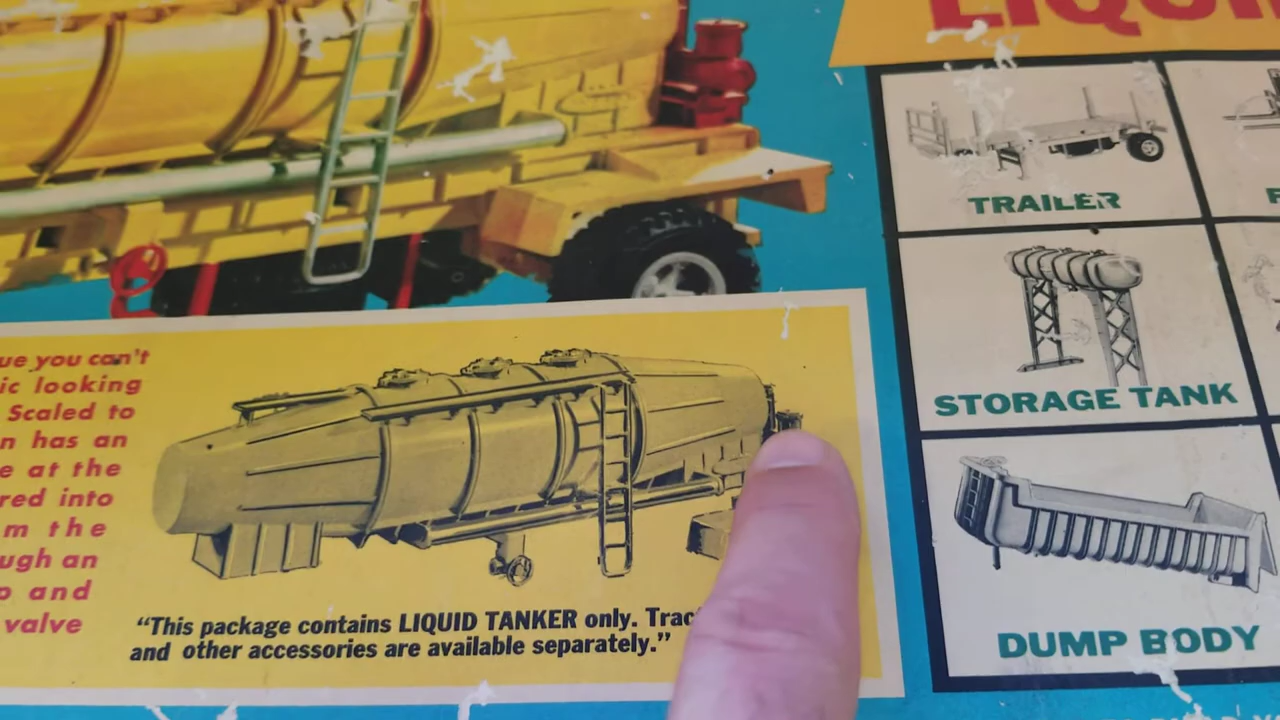 LIQUI
TRAILER
STORAGE TANK
DUMP BODY
ue you can't
ic looking
Scaled to
n has an
e at the
red into
m the
ugh an
p and
valve
"This package contains LIQUID TANKER only. Trac
and other accessories are available separately."